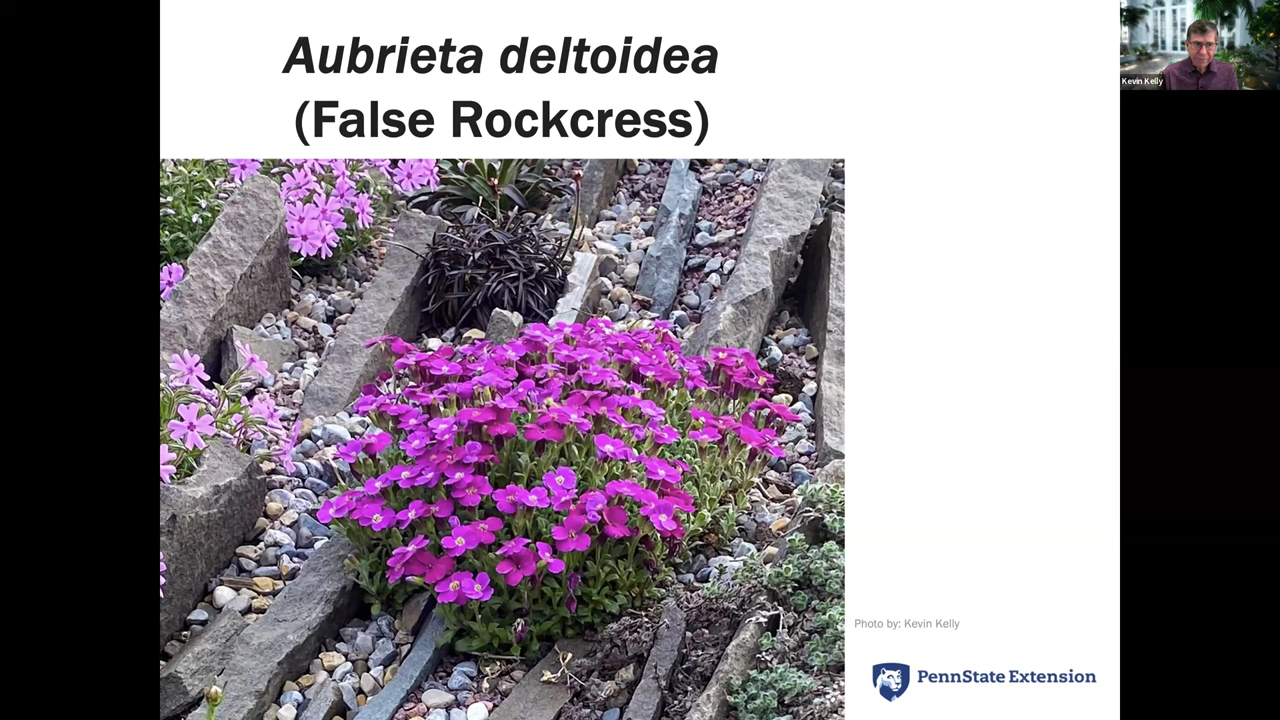 Aubrieta deltoidea
(False Rockcress)
Kevin Kelly
Photo by: Kevin Kelly
PennState Extension